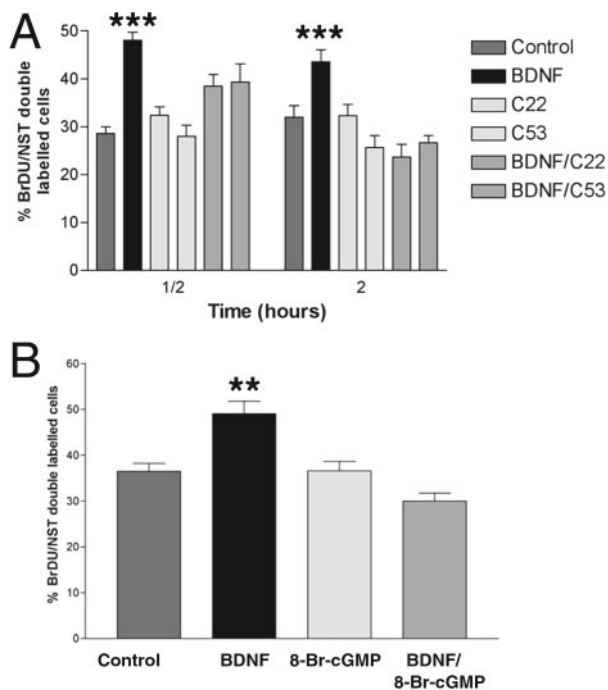 A
% BrDU/NST double
labelled cells
50
40
30
20
10
0
***
***
1/2
2
Time (hours)
Control
BDNF
C22
C53
BDNF/C22
BDNF/C53
B
% BrDU/NST double labelled cells
60
50
40
30
20
10
0
**
Control
BDNF
8-Br-cGMP
BDNF/
8-Br-cGMP